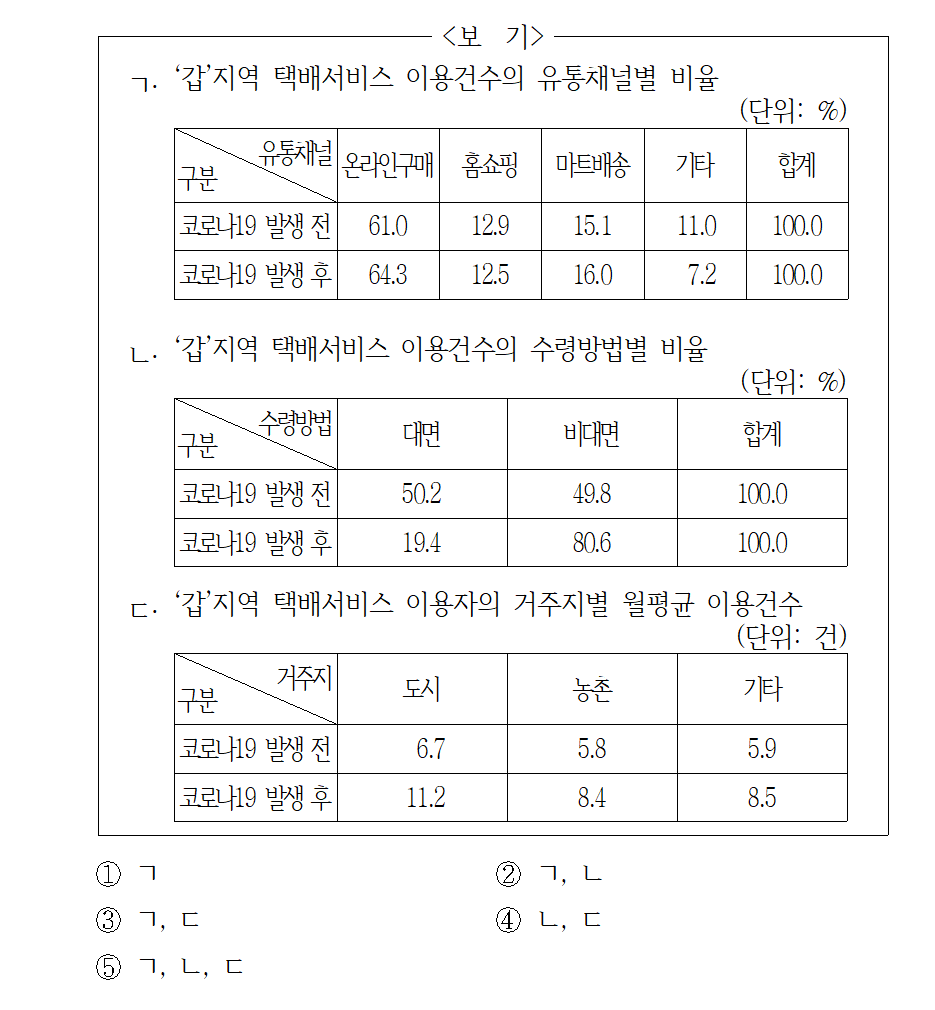 <보 기>
ㄱ. ‘갑’지역 택배서비스 이용건수의 유통채널별 비율
(단위: %)
유통채널
구분 온라인구매 홈쇼핑 마트배송 기타 합계
코로나19 발생 전 61.0 12.9 15.1 11.0 100.0
코로나19 발생 후 64.3 12.5 16.0 7.2 100.0
ㄴ. ‘갑’지역 택배서비스 이용건수의 수령방법별 비율
(단위: %)
수령방법
구분 대면 비대면 합계
코로나19 발생 전 50.2 49.8 100.0
코로나19 발생 후 19.4 80.6 100.0
ㄷ. ‘갑’지역 택배서비스 이용자의 거주지별 월평균 이용건수
(단위: 건)
거주지
구분 도시 농촌 기타
코로나19 발생 전 6.7 5.8 5.9
코로나19 발생 후 11.2 8.4 8.5
① ㄱ ② ㄱ, ㄴ
③ ㄱ, ㄷ ④ ㄴ, ㄷ
⑤ ㄱ, ㄴ, ㄷ